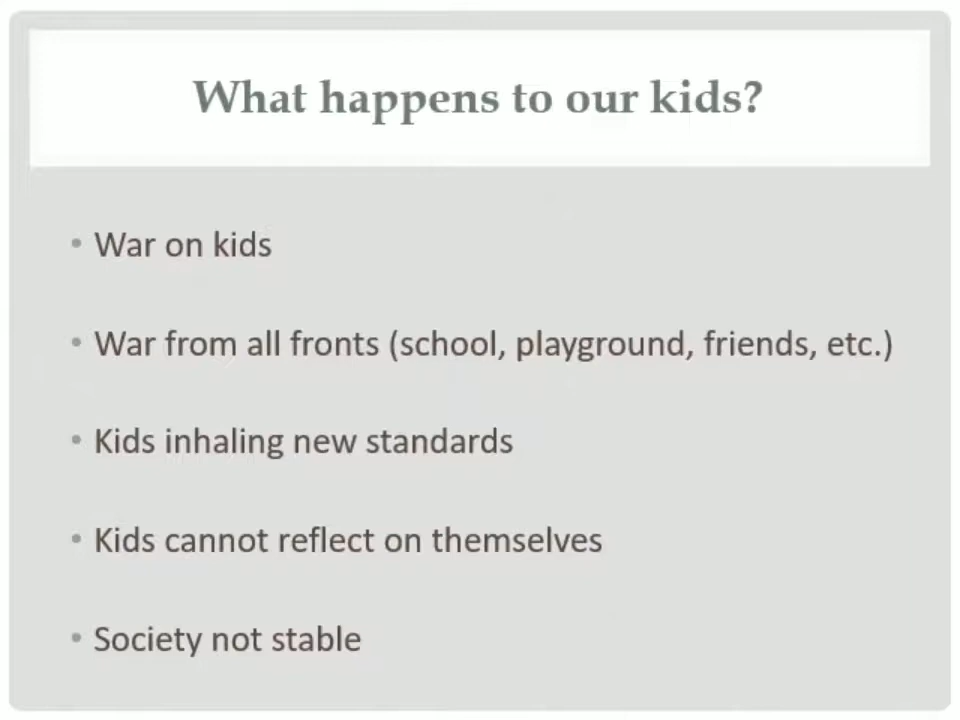 What happens to our kids?
• War on kids
• War from all fronts (school, playground, friends, etc.)
• Kids inhaling new standards
• Kids cannot reflect on themselves
• Society not stable